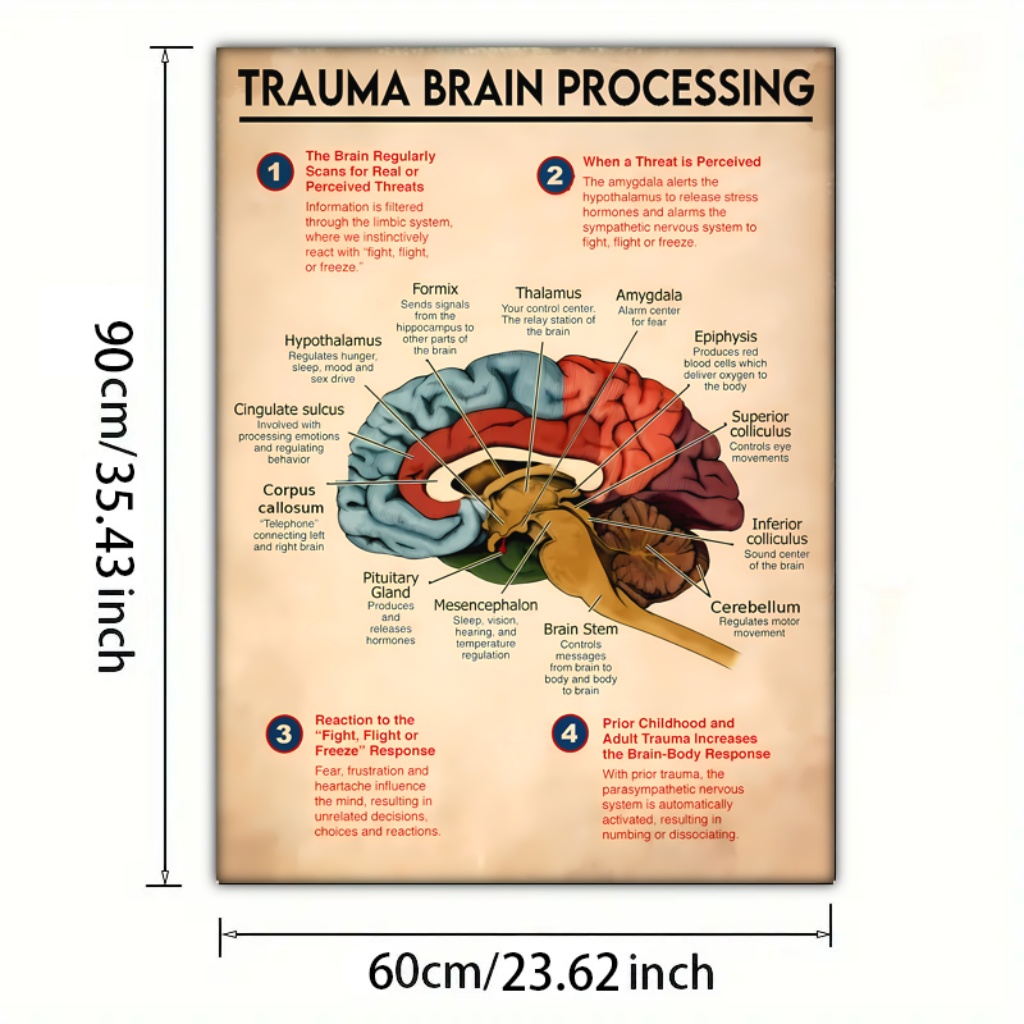 TRAUMA BRAIN PROCESSING
1
The Brain Regularly
Scans for Real or
Perceived Threats
Information is filtered
through the limbic system,
where we instinctively
react with “fight, flight,
or freeze.”
2
When a Threat is Perceived
The amygdala alerts the
hypothalamus to release stress
hormones and alarms the
sympathetic nervous system to
fight, flight or freeze.
Formix
Sends signals
from the
hippocampus to
other parts of
the brain
Thalamus
Your control center.
The relay station of
the brain
Amygdala
Alarm center
for fear
Hypothalamus
Regulates hunger,
sleep, mood and
sex drive
Epiphysis
Produces red
blood cells which
deliver oxygen to
the body
Cingulate sulcus
Involved with
processing emotions
and regulating
behavior
Superior
colliculus
Controls eye
movements
Corpus
callosum
“Telephone”
connecting left
and right brain
Inferior
colliculus
Sound center
of the brain
Pituitary
Gland
Produces
and
releases
hormones
Mesencephalon
Sleep, vision,
hearing, and
temperature
regulation
Brain Stem
Controls
messages
from brain to
body and body
to brain
Cerebellum
Regulates motor
movement
3
Reaction to the
“Fight, Flight or
Freeze” Response
Fear, frustration and
heartache influence
the mind, resulting in
unrelated decisions,
choices and reactions.
4
Prior Childhood and
Adult Trauma Increases
the Brain-Body Response
With prior trauma, the
parasympathetic nervous
system is automatically
activated, resulting in
numbing or dissociating.
90cm/35.43inch
60cm/23.62inch